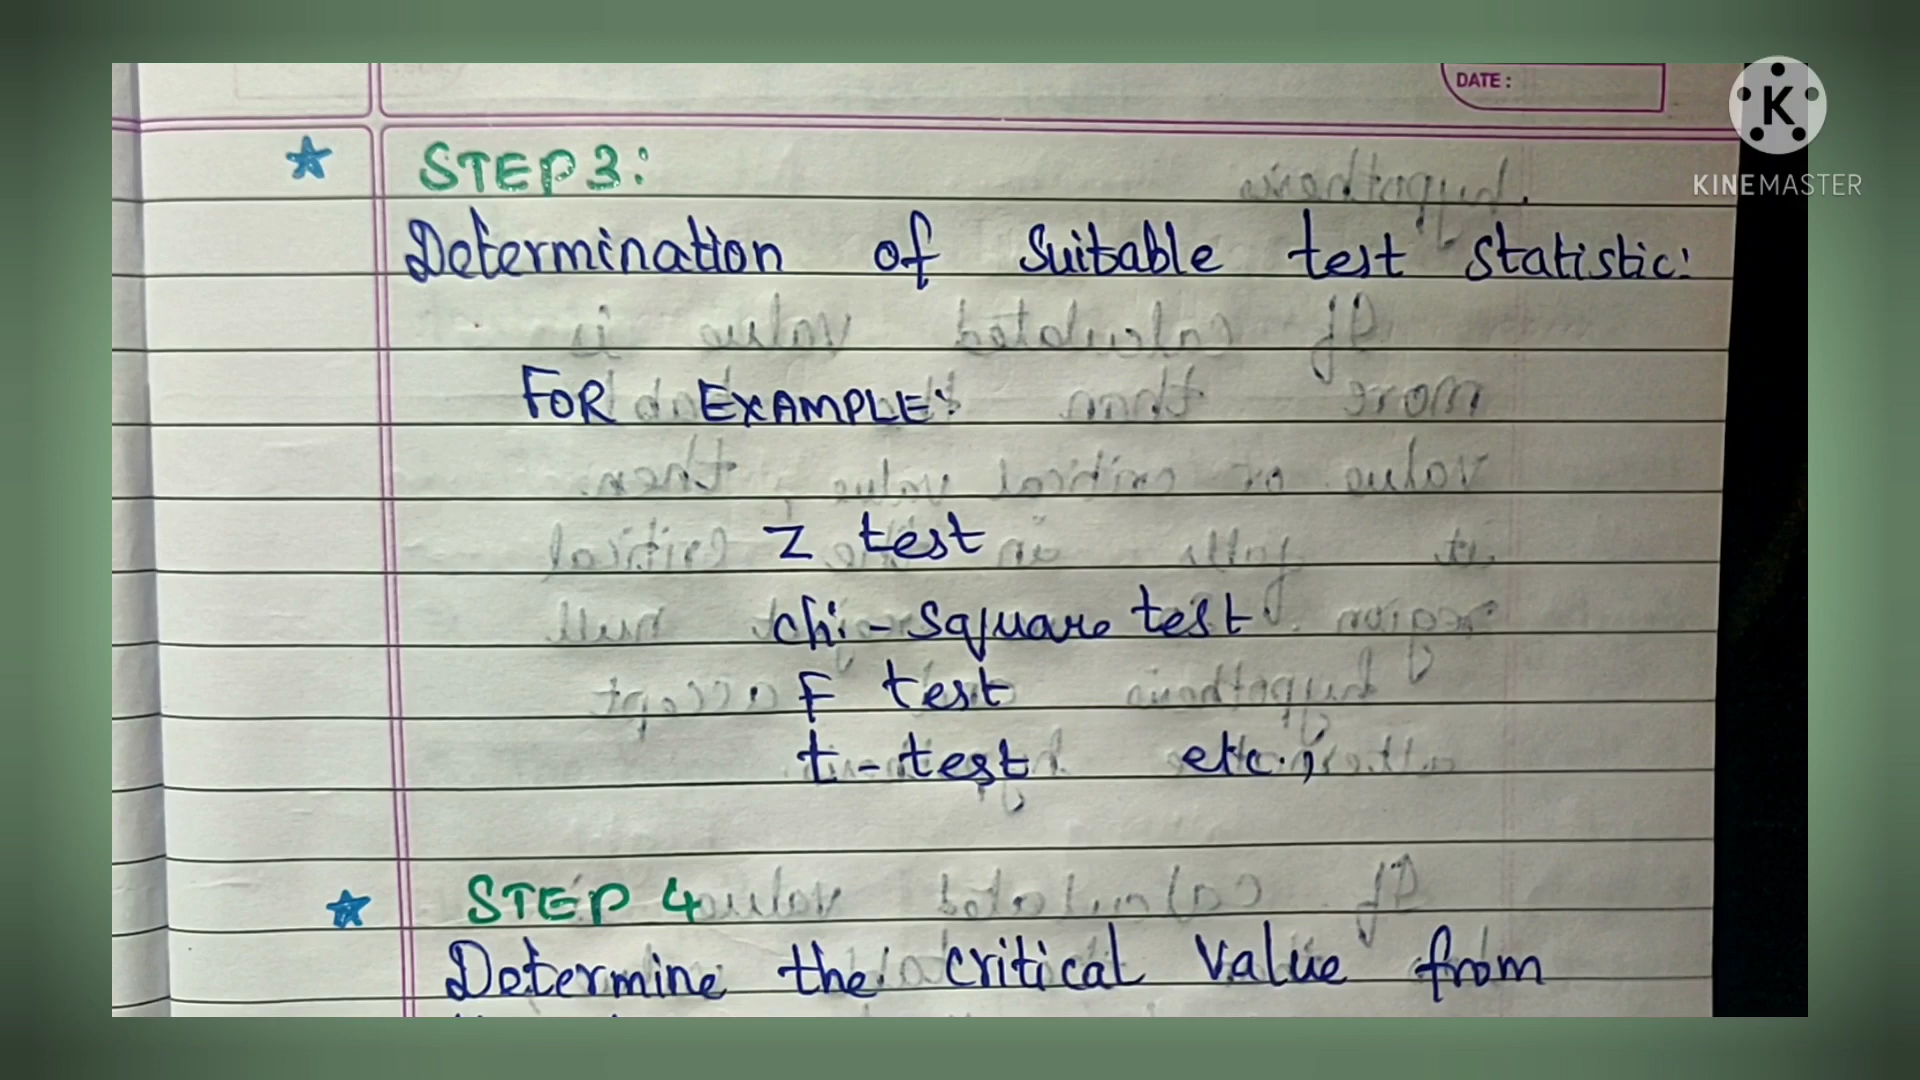 DATE :
K
KINEMASTER
STEP 3:
Determination of suitable test statistic:
FOR EXAMPLE:
Z test
chi-square test
F test
t-test etc.,
STEP 4
Determine the critical value from